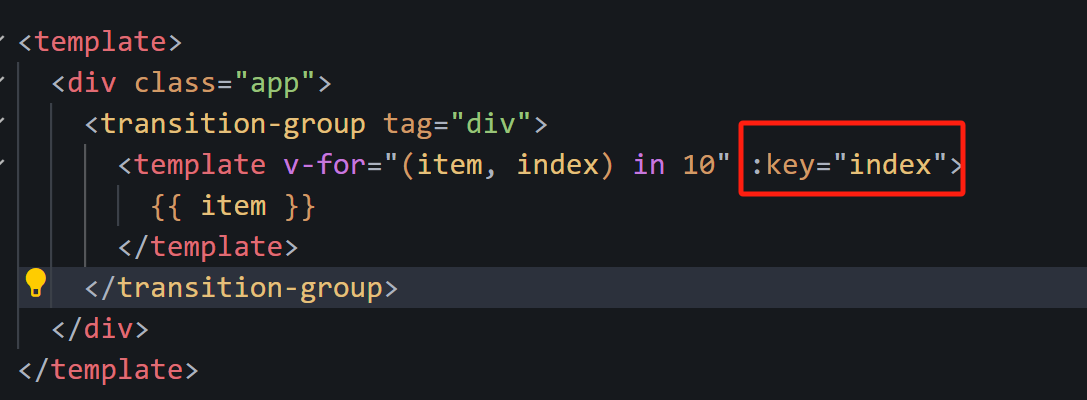 <template>
<div class="app">
<transition-group tag="div">
<template v-for="(item, index) in 10" :key="index">
{{ item }}
</template>
</transition-group>
</div>
</template>